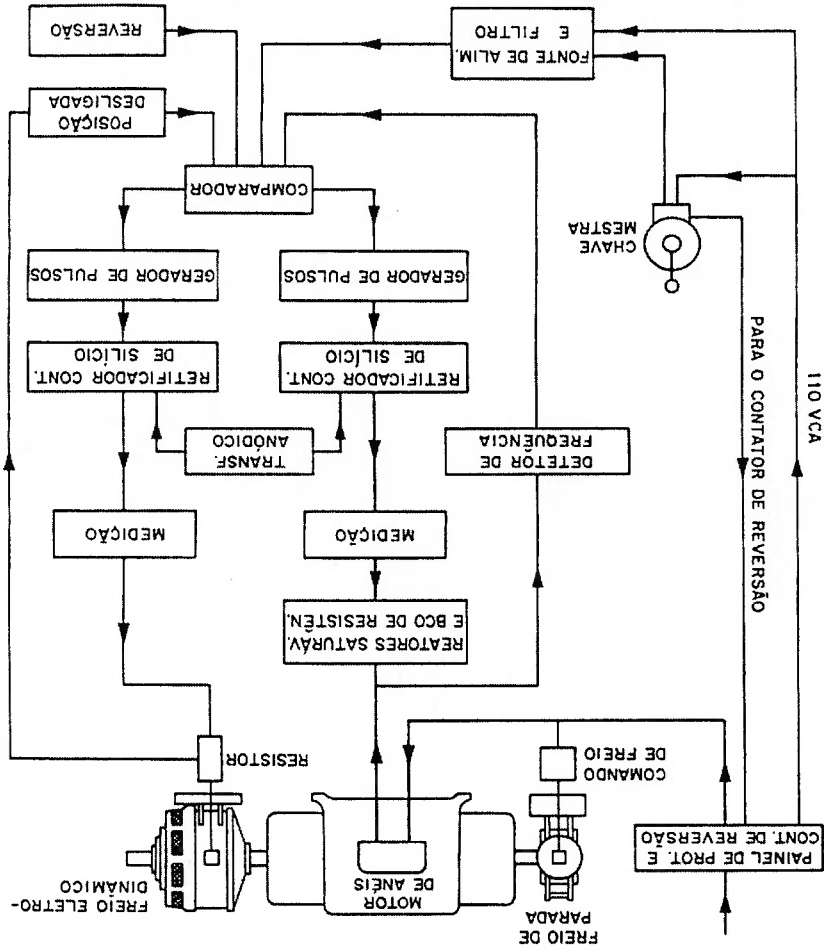 FREIO ELETRO-
DINÂMICO
MOTOR
DE ANÉIS
FREIO DE
PARADA
RESISTOR
COMANDO
DE FREIO
PAINEL DE PROT. E
CONT. DE REVERSÃO
REATORES SATURÁV.
E BCO DE RESISTÊN.
MEDIÇÃO
MEDIÇÃO
DETETOR DE
FREQUÊNCIA
TRANSF.
ANÓDICO
RETIFICADOR CONT.
DE SILÍCIO
RETIFICADOR CONT.
DE SILÍCIO
GERADOR DE PULSOS
GERADOR DE PULSOS
PARA O CONTATOR DE REVERSÃO
110 VCA
CHAVE
MESTRA
COMPARADOR
POSIÇÃO
DESLIGADA
REVERSÃO
FONTE DE ALIM.
E FILTRO